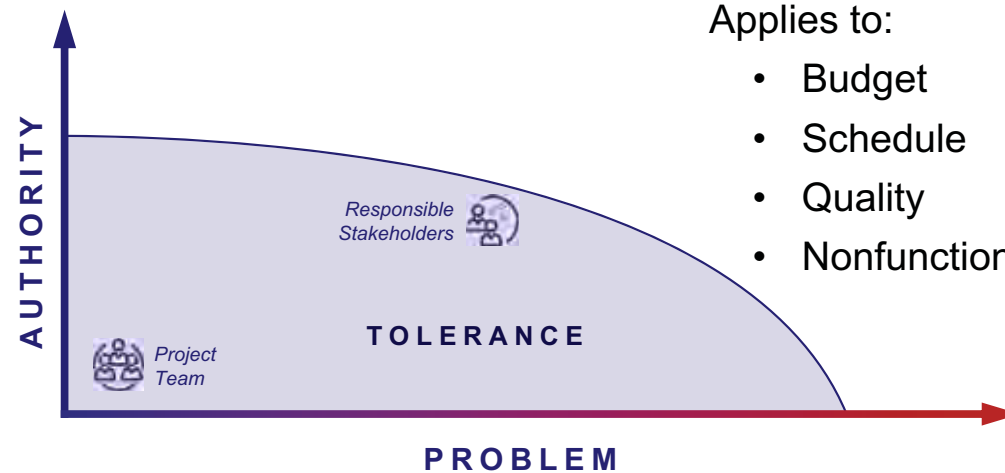 Applies to:
• Budget
• Schedule
• Quality
• Nonfunction
AUTHORITY
Responsible
Stakeholders
TOLERANCE
Project
Team
PROBLEM